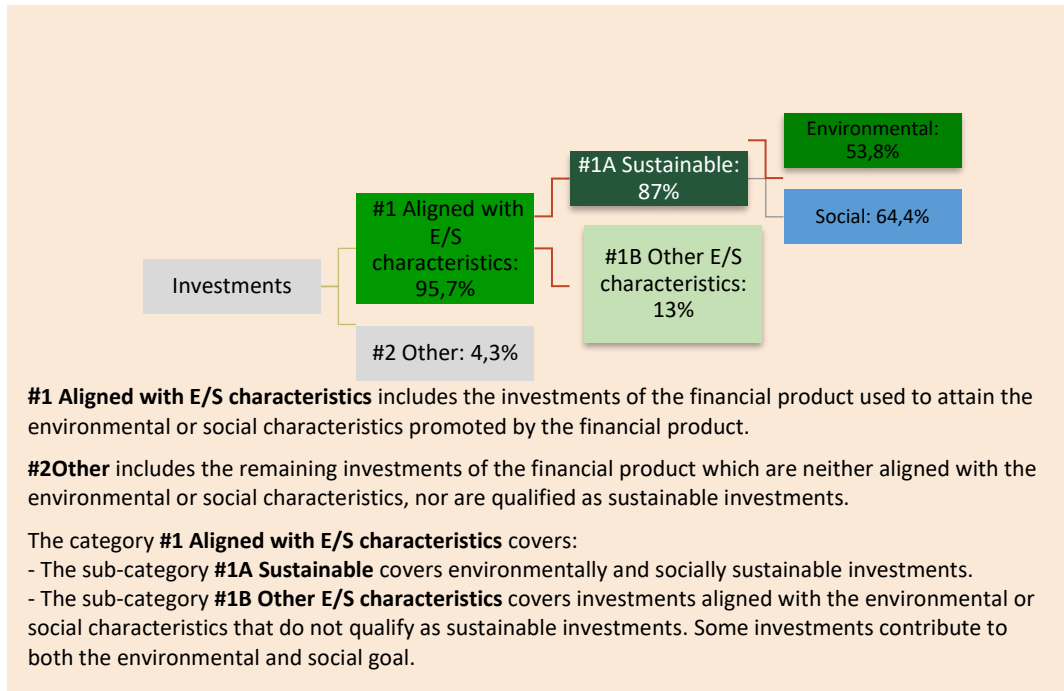 Environmental:
53,8%
#1A Sustainable:
87%
Social: 64,4%
#1 Aligned with
E/S
characteristics:
95,7%
#1B Other E/S
characteristics:
13%
Investments
#2 Other: 4,3%
#1 Aligned with E/S characteristics includes the investments of the financial product used to attain the
environmental or social characteristics promoted by the financial product.
#2Other includes the remaining investments of the financial product which are neither aligned with the
environmental or social characteristics, nor are qualified as sustainable investments.
The category #1 Aligned with E/S characteristics covers:
- The sub-category #1A Sustainable covers environmentally and socially sustainable investments.
- The sub-category #1B Other E/S characteristics covers investments aligned with the environmental or
social characteristics that do not qualify as sustainable investments. Some investments contribute to
both the environmental and social goal.